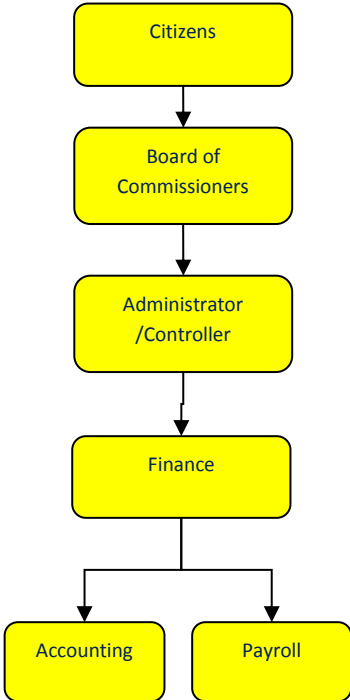 Citizens
Board of
Commissioners
Administrator
/Controller
Finance
Accounting
Payroll